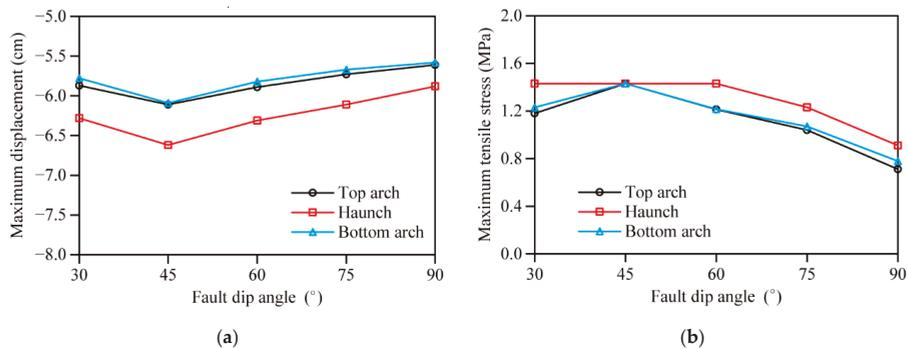 −5.0
−5.5
−6.0
−6.5
−7.0
−7.5
−8.0
Maximum displacement (cm)
Top arch
Haunch
Bottom arch
30 45 60 75 90
Fault dip angle (°)
(a)
2.0
1.6
1.2
0.8
0.4
0.0
Maximum tensile stress (MPa)
Top arch
Haunch
Bottom arch
30 45 60 75 90
Fault dip angle (°)
(b)